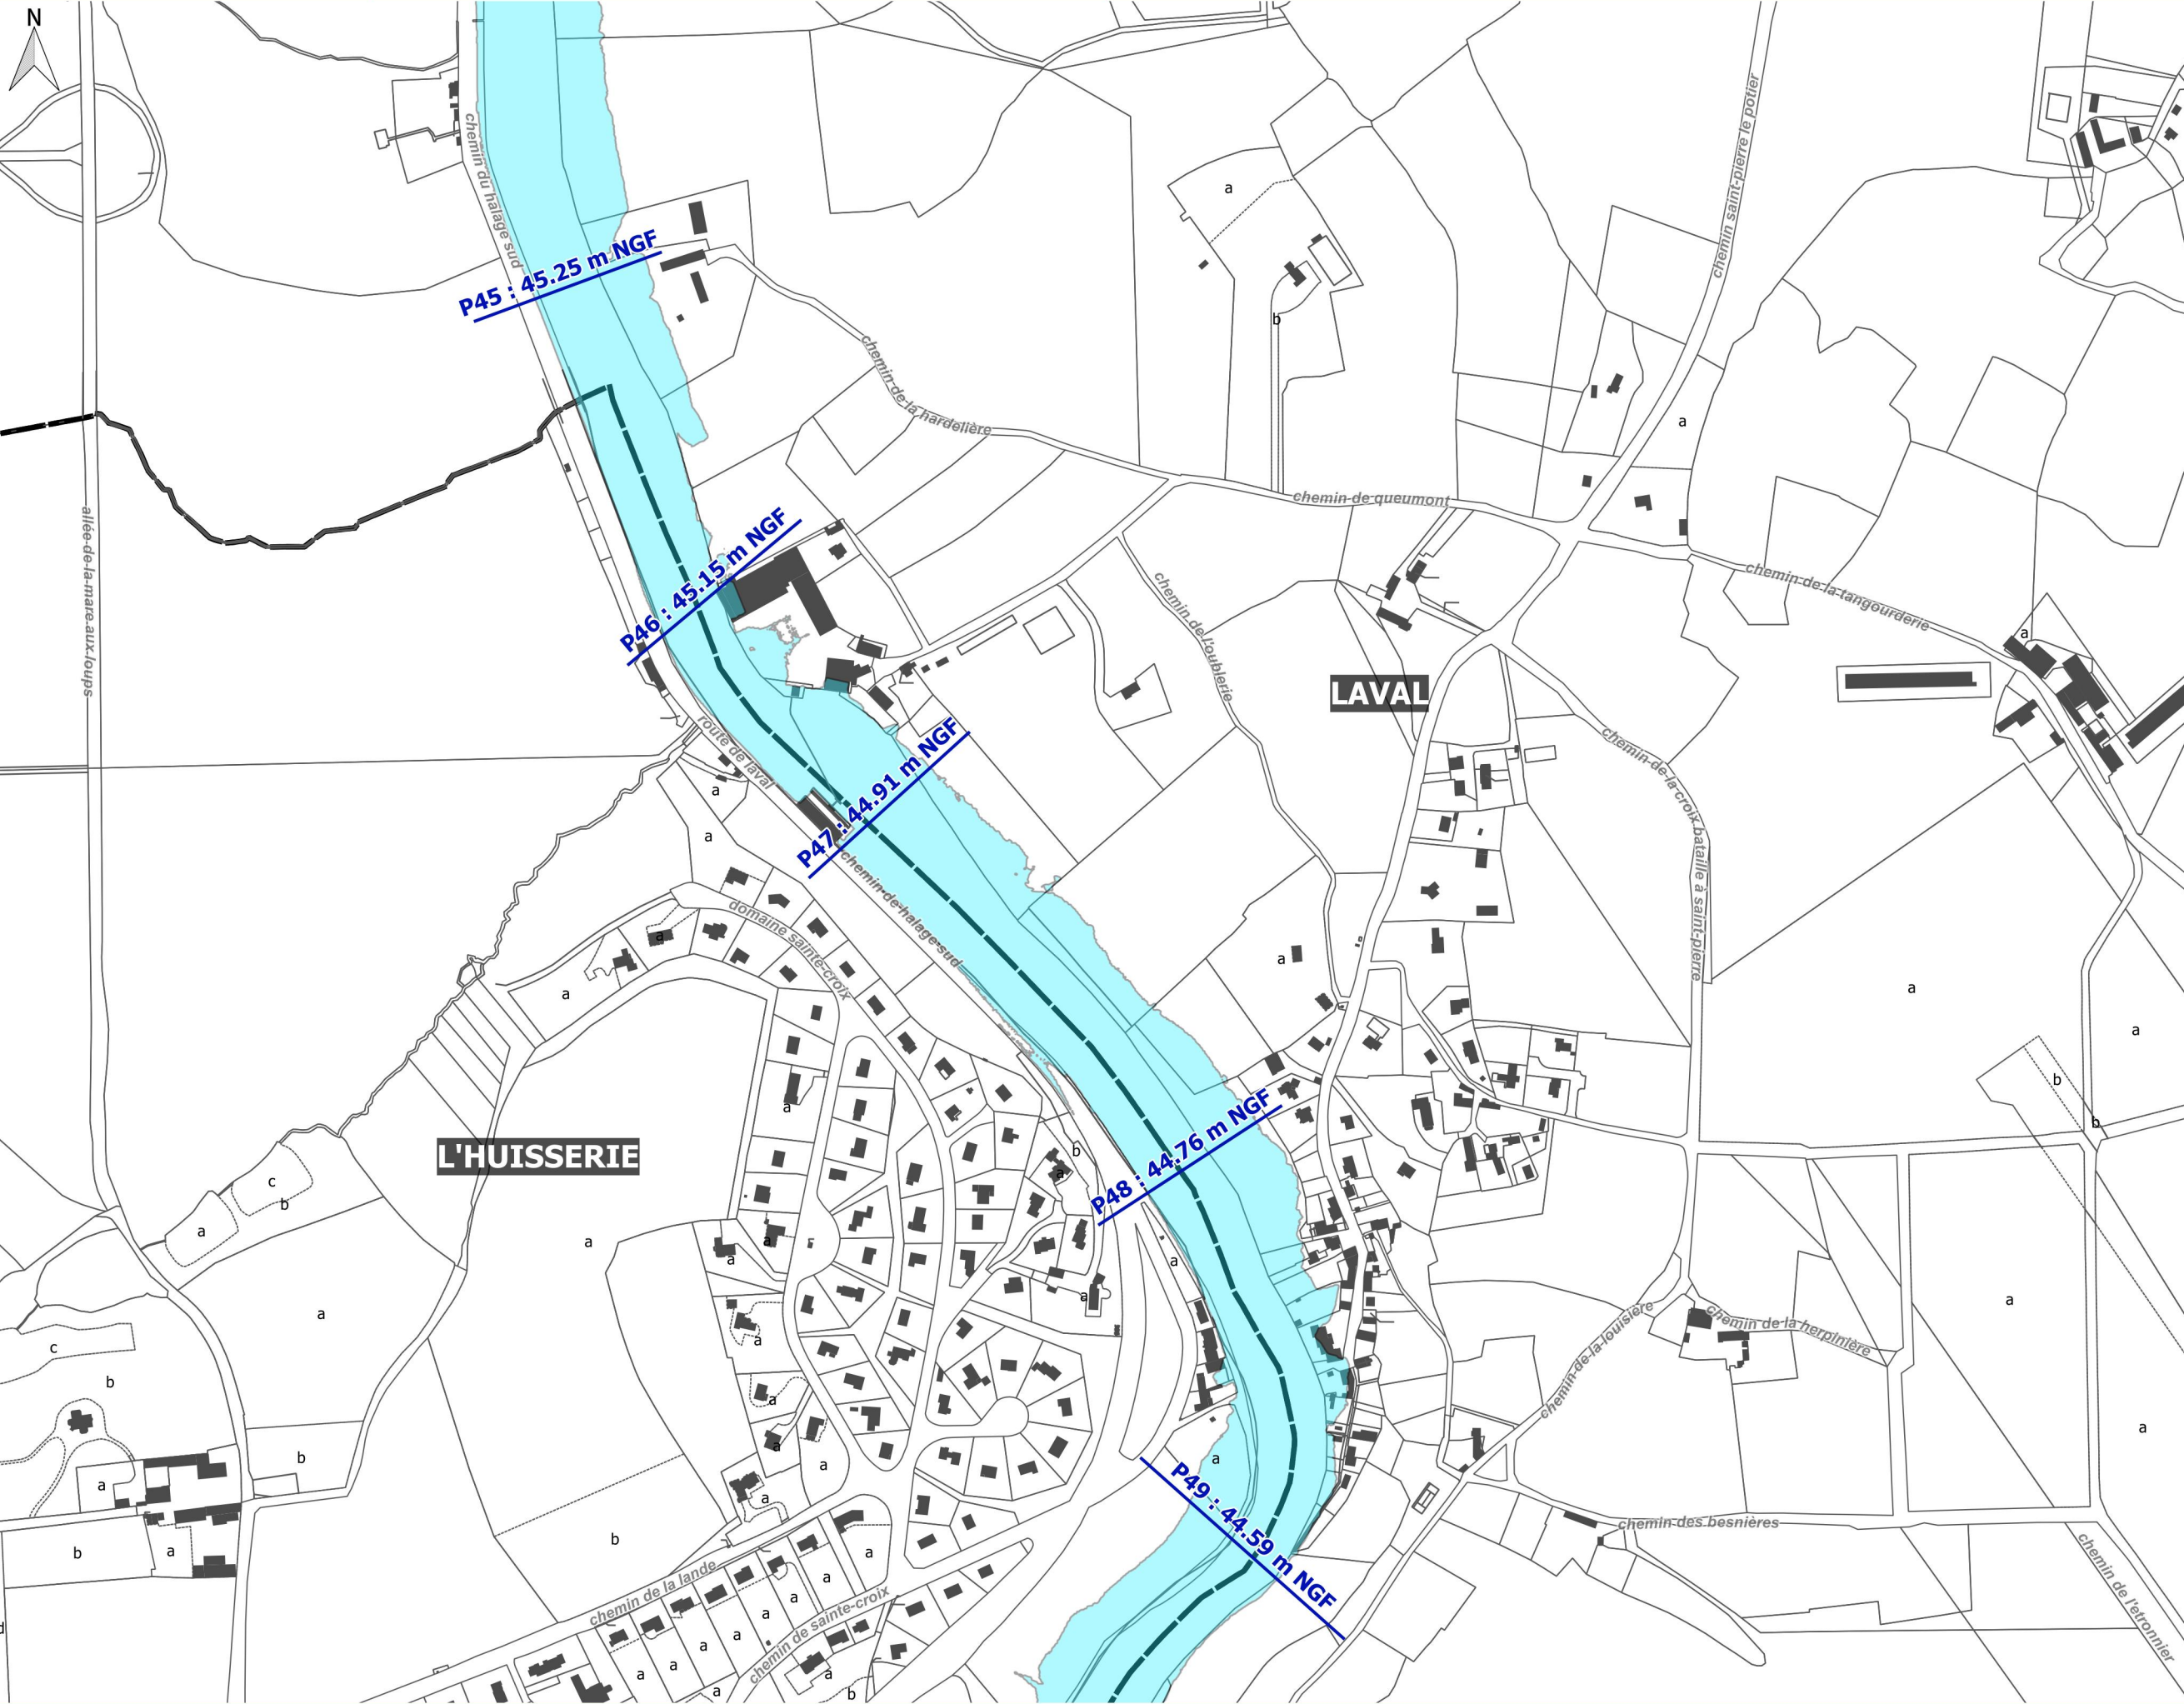 N
chemin du halage sud
chemin saint-pierre le potier
a
P45 : 45.25 m NGF
b
chemin de la hardelière
a
chemin de queumont
P46 : 45.15 m NGF
allée de la mare aux loups
chemin de l'oublerie
chemin de la tangourderie
a
LAVAL
route de laval
P47 : 44.91 m NGF
chemin de la croix bataille à saint-pierre
a
a
chemin de halage sud
domaine sainte-croix
a
a
a
a
a
b
a
b
L'HUISSERIE
P48 : 44.76 m NGF
b
a
c
b
a
a
a
a
a
a
a
a
a
chemin de la louisière
chemin de la herpinière
c
a
b
a
a
a
b
a
a
a
a
P49 : 44.59 m NGF
chemin des besnières
b
b
a
a
chemin de la lande
a
a
a
chemin de sainte-croix
a
a
a
a
a
a
b
chemin de l'etronnier
d